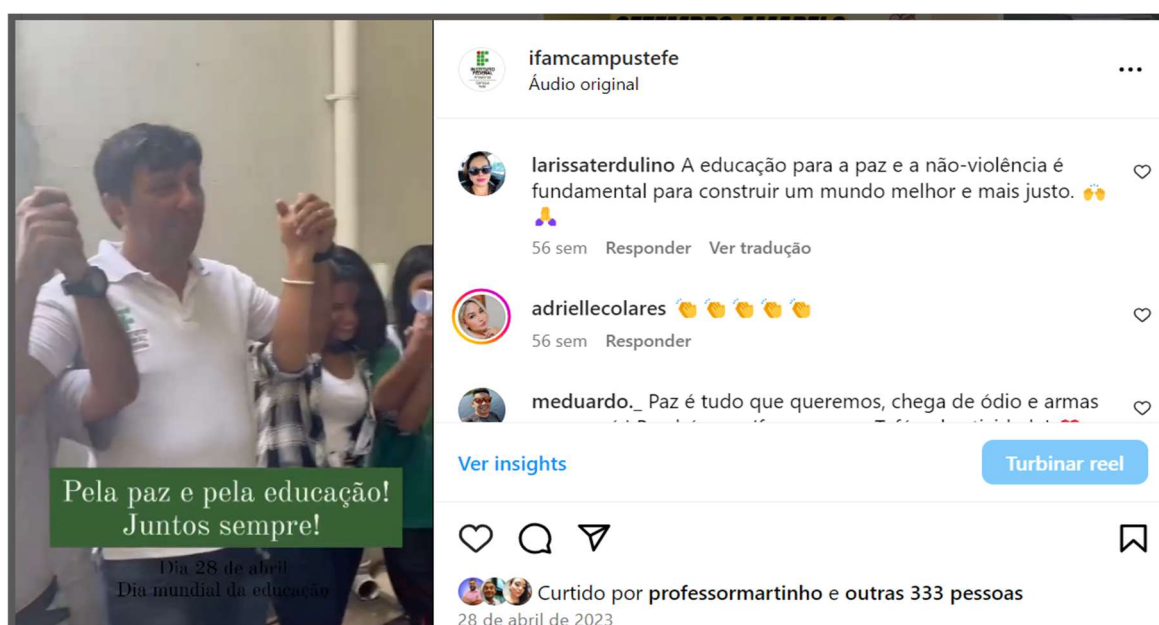 SETEMBRO AMARELO
ifamcampustefe
Áudio original
larissaterdulino A educação para a paz e a não-violência é
fundamental para construir um mundo melhor e mais justo. 🙌
🙏
56 sem Responder Ver tradução
adriellecolares 👏👏👏👏👏
56 sem Responder
meduardo._ Paz é tudo que queremos, chega de ódio e armas
Ver insights
Turbinar reel
Pela paz e pela educação!
Juntos sempre!
Dia 28 de abril
Dia mundial da educação
Curtido por professormartinho e outras 333 pessoas
28 de abril de 2023